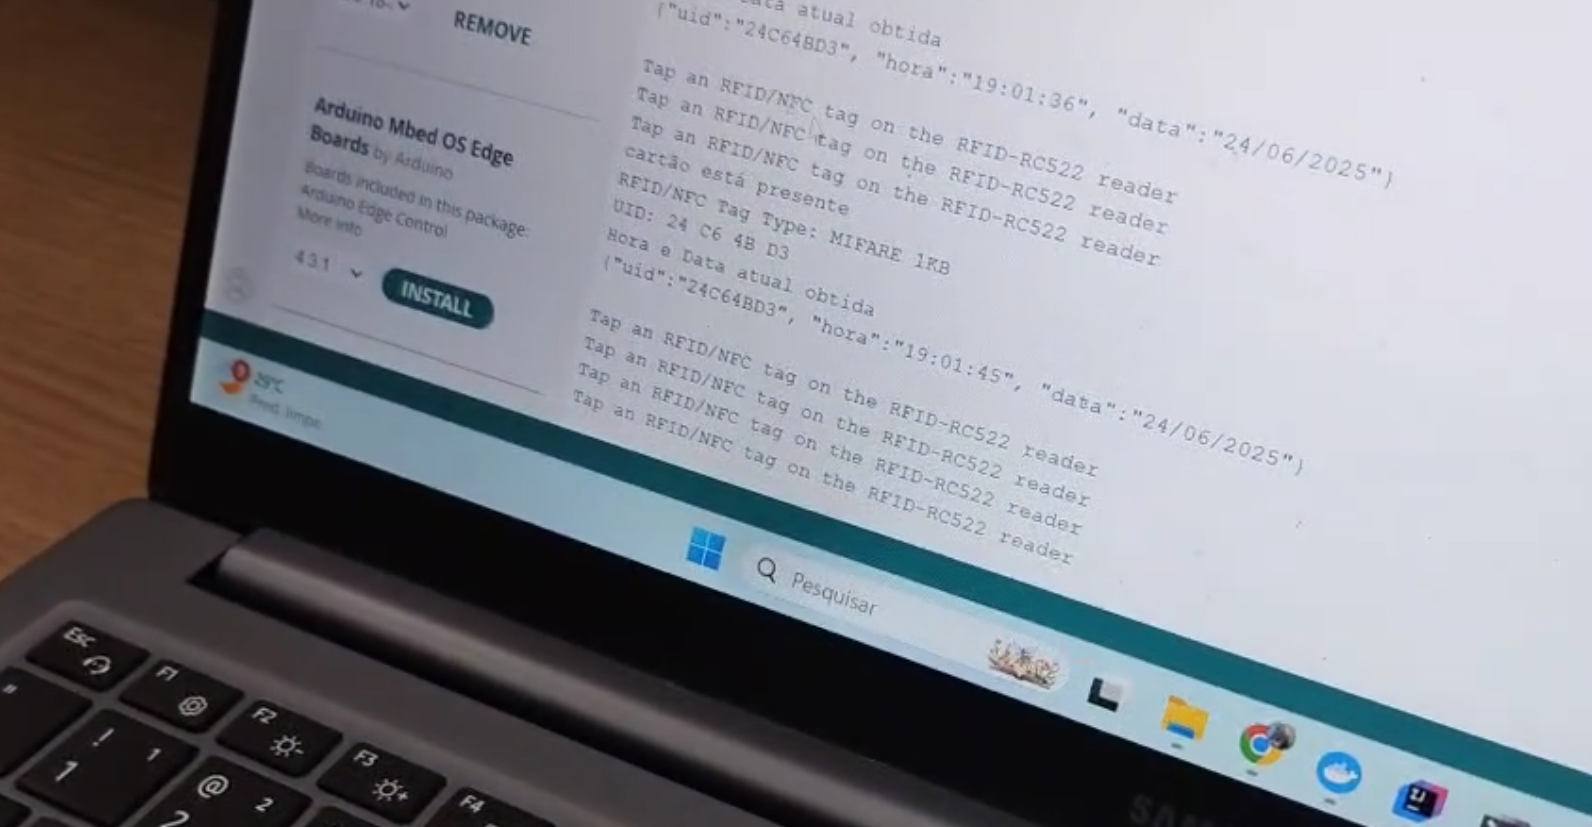 REMOVE
Arduino Mbed OS Edge
Boards by Arduino
Boards included in this package:
Arduino Edge Control
More info
4.3.1
INSTALL
29°C
Pred. limpo
atual obtida
{"uid":"24C64BD3", "hora":"19:01:36", "data":"24/06/2025"}
Tap an RFID/NFC tag on the RFID-RC522 reader
Tap an RFID/NFC tag on the RFID-RC522 reader
Tap an RFID/NFC tag on the RFID-RC522 reader
cartão está presente
RFID/NFC Tag Type: MIFARE 1KB
UID: 24 C6 4B D3
Hora e Data atual obtida
{"uid":"24C64BD3", "hora":"19:01:45", "data":"24/06/2025"}
Tap an RFID/NFC tag on the RFID-RC522 reader
Tap an RFID/NFC tag on the RFID-RC522 reader
Tap an RFID/NFC tag on the RFID-RC522 reader
Tap an RFID/NFC tag on the RFID-RC522 reader
Pesquisar
IJ
Esc
F1
F2
F3
F4
"
! 1
1
@ 2
2